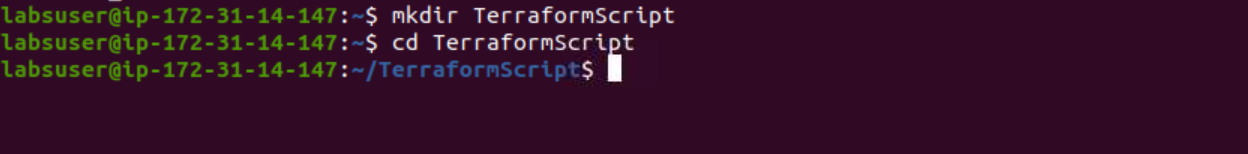 labsuser@ip-172-31-14-147:~$ mkdir TerraformScript
labsuser@ip-172-31-14-147:~$ cd TerraformScript
labsuser@ip-172-31-14-147:~/TerraformScript$